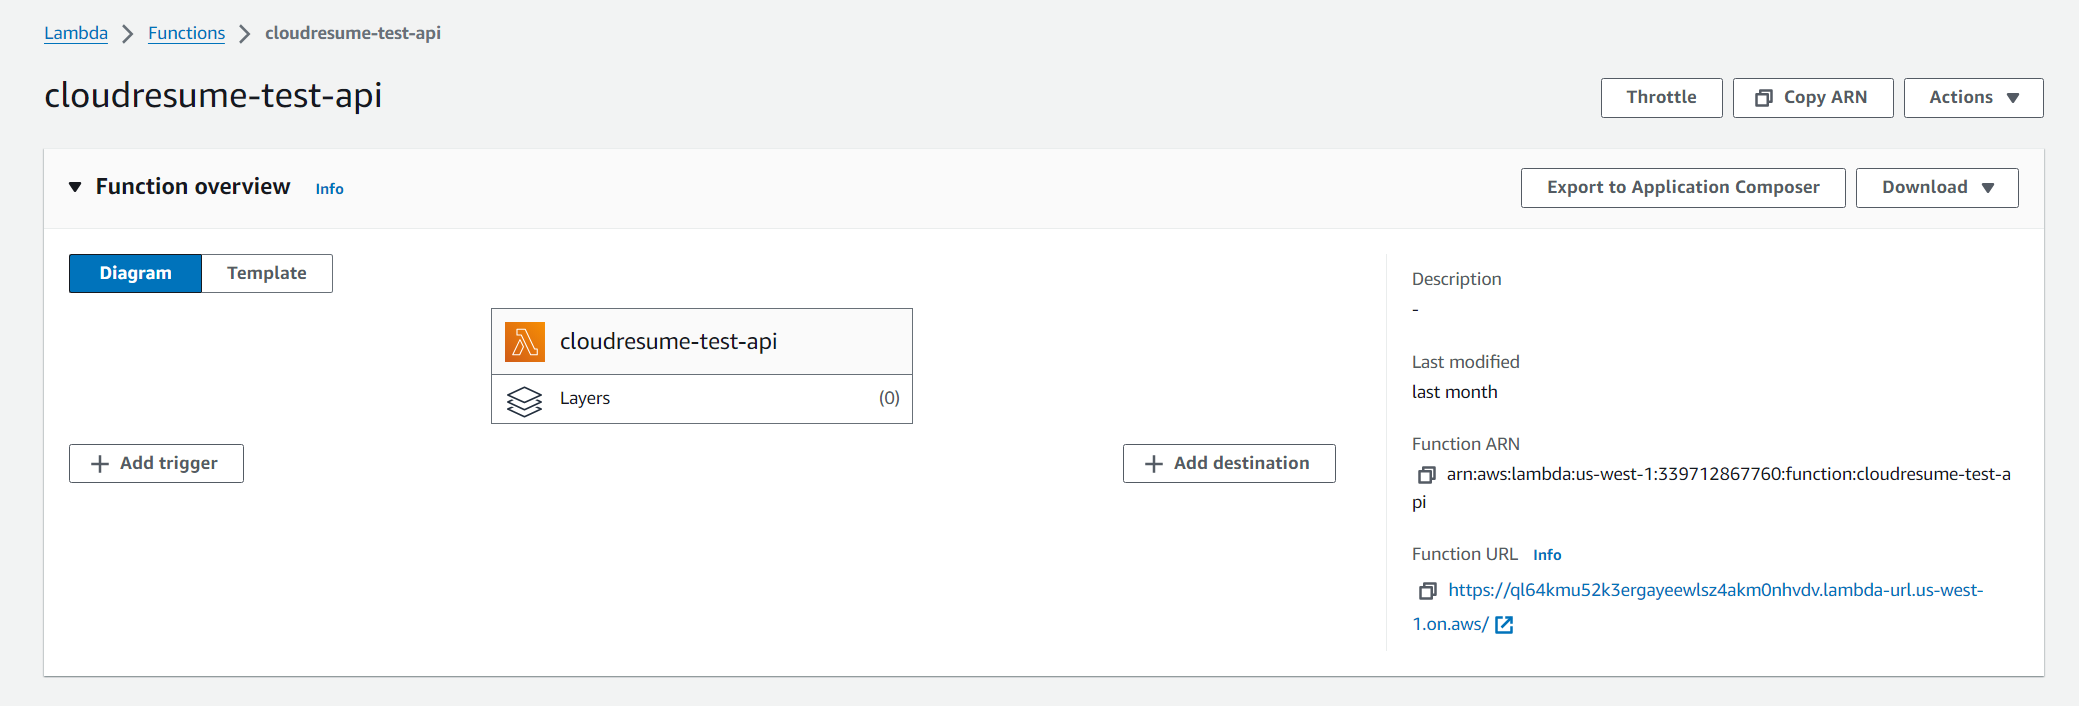 Lambda > Functions > cloudresume-test-api
cloudresume-test-api
Throttle
Copy ARN
Actions
Function overview Info
Export to Application Composer
Download
Diagram
Template
cloudresume-test-api
Layers (0)
Add trigger
Add destination
Description
-
Last modified
last month
Function ARN
arn:aws:lambda:us-west-1:339712867760:function:cloudresume-test-a
pi
Function URL Info
https://ql64kmu52k3ergayeewlsz4akm0nhvdv.lambda-url.us-west-
1.on.aws/